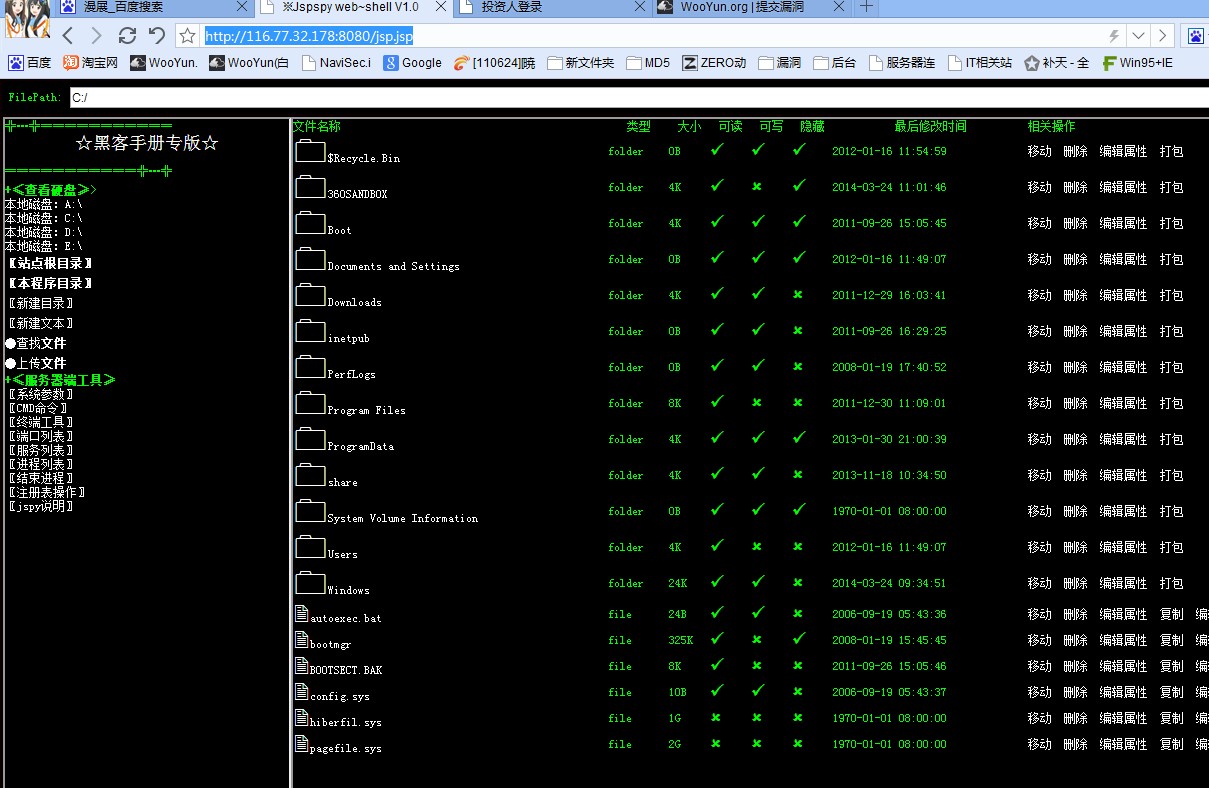 漫展_百度搜索
※Jspspy web~shell V1.0
投资人登录
WooYun.org | 提交漏洞
http://116.77.32.178:8080/jsp.jsp
百度 淘宝网 WooYun. WooYun(白 NaviSec.i Google [110624]曉 新文件夹 MD5 ZERO动 漏洞 后台 服务器连 IT相关站 补天 - 全 Win95+IE
FilePath: C:/
╬┅╬════════════
☆黑客手册专版☆
════════════╬┅╬
+≪查看硬盘≫>
本地磁盘: A:\
本地磁盘: C:\
本地磁盘: D:\
本地磁盘: E:\
〖站点根目录〗
〖本程序目录〗
〖新建目录〗
〖新建文本〗
●查找文件
●上传文件
+≪服务器端工具≫
〖系统参数〗
〖CMD命令〗
〖终端工具〗
〖端口列表〗
〖服务列表〗
〖进程列表〗
〖结束进程〗
〖注册表操作〗
〖jspy说明〗
文件名称 类型 大小 可读 可写 隐藏 最后修改时间 相关操作
$Recycle.Bin folder 0B ✓ ✓ ✓ 2012-01-16 11:54:59 移动 删除 编辑属性 打包
360SANDBOX folder 4K ✓ ✖ ✓ 2014-03-24 11:01:46 移动 删除 编辑属性 打包
Boot folder 4K ✓ ✓ ✓ 2011-09-26 15:05:45 移动 删除 编辑属性 打包
Documents and Settings folder 0B ✓ ✓ ✓ 2012-01-16 11:49:07 移动 删除 编辑属性 打包
Downloads folder 4K ✓ ✓ ✖ 2011-12-29 16:03:41 移动 删除 编辑属性 打包
inetpub folder 0B ✓ ✓ ✖ 2011-09-26 16:29:25 移动 删除 编辑属性 打包
PerfLogs folder 0B ✓ ✓ ✖ 2008-01-19 17:40:52 移动 删除 编辑属性 打包
Program Files folder 8K ✓ ✖ ✖ 2011-12-30 11:09:01 移动 删除 编辑属性 打包
ProgramData folder 4K ✓ ✓ ✓ 2013-01-30 21:00:39 移动 删除 编辑属性 打包
share folder 4K ✓ ✓ ✖ 2013-11-18 10:34:50 移动 删除 编辑属性 打包
System Volume Information folder 0B ✓ ✓ ✓ 1970-01-01 08:00:00 移动 删除 编辑属性 打包
Users folder 4K ✓ ✖ ✖ 2012-01-16 11:49:07 移动 删除 编辑属性 打包
Windows folder 24K ✓ ✓ ✖ 2014-03-24 09:34:51 移动 删除 编辑属性 打包
autoexec.bat file 24B ✓ ✓ ✖ 2006-09-19 05:43:36 移动 删除 编辑属性 复制 编
bootmgr file 325K ✓ ✖ ✓ 2008-01-19 15:45:45 移动 删除 编辑属性 复制 编
BOOTSECT.BAK file 8K ✓ ✖ ✖ 2011-09-26 15:05:46 移动 删除 编辑属性 复制 编
config.sys file 10B ✓ ✓ ✖ 2006-09-19 05:43:37 移动 删除 编辑属性 复制 编
hiberfil.sys file 1G ✖ ✖ ✖ 1970-01-01 08:00:00 移动 删除 编辑属性 复制 编
pagefile.sys file 2G ✖ ✖ ✖ 1970-01-01 08:00:00 移动 删除 编辑属性 复制 编